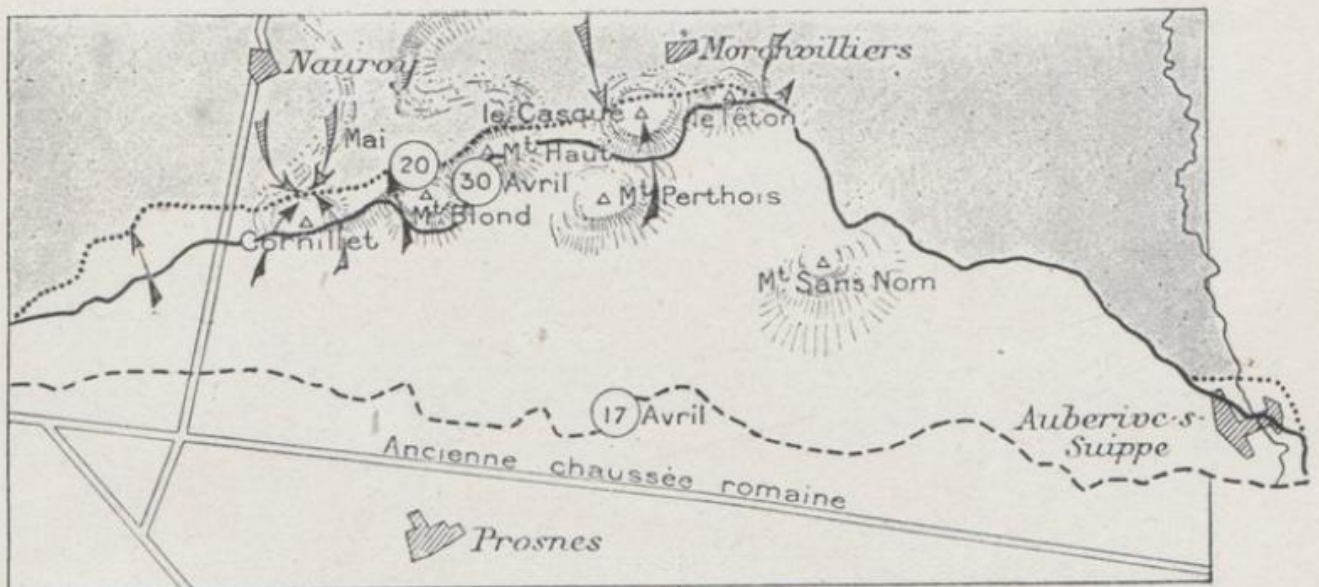 Nauroy
Moronvilliers
le Casque
le Téton
Mai
20
Mt Haut
30 Avril
Mt Blond
Mt Perthois
Cornillet
Mt Sans Nom
17 Avril
Auberive-s-
Suippe
Ancienne chaussée romaine
Prosnes